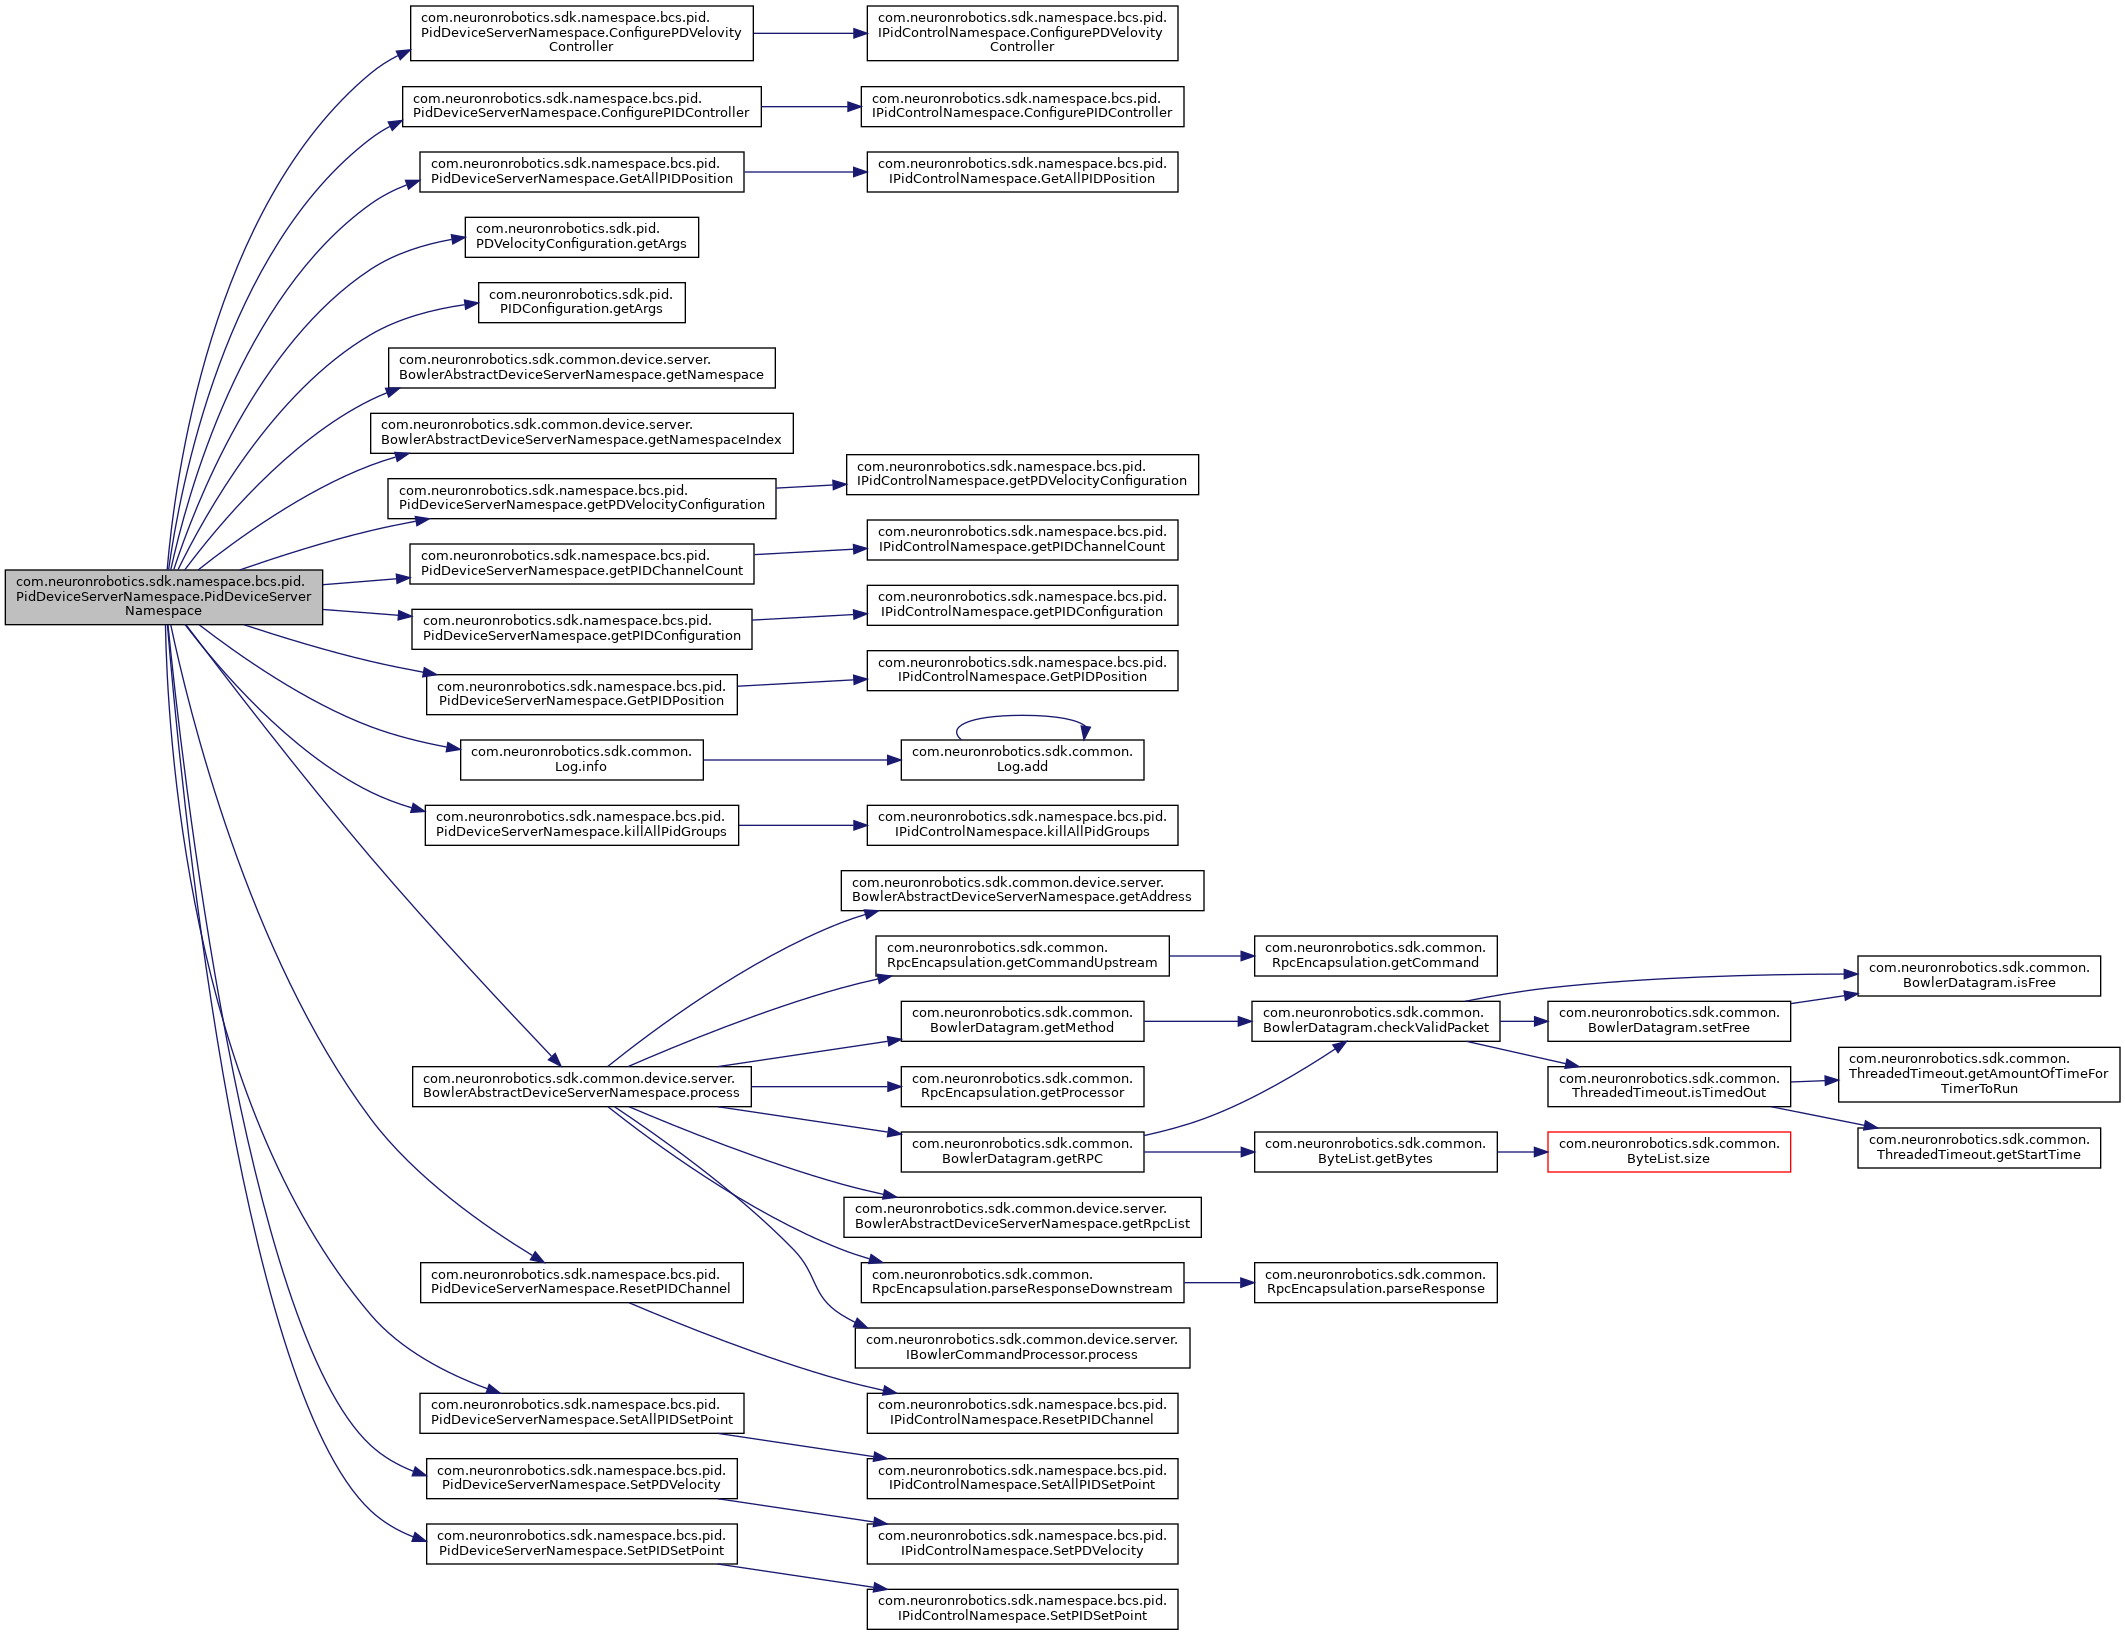 com.neuronrobotics.sdk.namespace.bcs.pid.
PidDeviceServerNamespace.PidDeviceServer
Namespace
com.neuronrobotics.sdk.namespace.bcs.pid.
PidDeviceServerNamespace.ConfigurePDVelovity
Controller
com.neuronrobotics.sdk.namespace.bcs.pid.
IPidControlNamespace.ConfigurePDVelovity
Controller
com.neuronrobotics.sdk.namespace.bcs.pid.
PidDeviceServerNamespace.ConfigurePIDController
com.neuronrobotics.sdk.namespace.bcs.pid.
IPidControlNamespace.ConfigurePIDController
com.neuronrobotics.sdk.namespace.bcs.pid.
PidDeviceServerNamespace.GetAllPIDPosition
com.neuronrobotics.sdk.namespace.bcs.pid.
IPidControlNamespace.GetAllPIDPosition
com.neuronrobotics.sdk.pid.
PDVelocityConfiguration.getArgs
com.neuronrobotics.sdk.pid.
PIDConfiguration.getArgs
com.neuronrobotics.sdk.common.device.server.
BowlerAbstractDeviceServerNamespace.getNamespace
com.neuronrobotics.sdk.common.device.server.
BowlerAbstractDeviceServerNamespace.getNamespaceIndex
com.neuronrobotics.sdk.namespace.bcs.pid.
PidDeviceServerNamespace.getPDVelocityConfiguration
com.neuronrobotics.sdk.namespace.bcs.pid.
IPidControlNamespace.getPDVelocityConfiguration
com.neuronrobotics.sdk.namespace.bcs.pid.
PidDeviceServerNamespace.getPIDChannelCount
com.neuronrobotics.sdk.namespace.bcs.pid.
IPidControlNamespace.getPIDChannelCount
com.neuronrobotics.sdk.namespace.bcs.pid.
PidDeviceServerNamespace.getPIDConfiguration
com.neuronrobotics.sdk.namespace.bcs.pid.
IPidControlNamespace.getPIDConfiguration
com.neuronrobotics.sdk.namespace.bcs.pid.
PidDeviceServerNamespace.GetPIDPosition
com.neuronrobotics.sdk.namespace.bcs.pid.
IPidControlNamespace.GetPIDPosition
com.neuronrobotics.sdk.common.
Log.info
com.neuronrobotics.sdk.common.
Log.add
com.neuronrobotics.sdk.namespace.bcs.pid.
PidDeviceServerNamespace.killAllPidGroups
com.neuronrobotics.sdk.namespace.bcs.pid.
IPidControlNamespace.killAllPidGroups
com.neuronrobotics.sdk.common.device.server.
BowlerAbstractDeviceServerNamespace.process
com.neuronrobotics.sdk.common.device.server.
BowlerAbstractDeviceServerNamespace.getAddress
com.neuronrobotics.sdk.common.
RpcEncapsulation.getCommandUpstream
com.neuronrobotics.sdk.common.
RpcEncapsulation.getCommand
com.neuronrobotics.sdk.common.
BowlerDatagram.getMethod
com.neuronrobotics.sdk.common.
BowlerDatagram.checkValidPacket
com.neuronrobotics.sdk.common.
BowlerDatagram.setFree
com.neuronrobotics.sdk.common.
BowlerDatagram.isFree
com.neuronrobotics.sdk.common.
ThreadedTimeout.isTimedOut
com.neuronrobotics.sdk.common.
ThreadedTimeout.getAmountOfTimeFor
TimerToRun
com.neuronrobotics.sdk.common.
ThreadedTimeout.getStartTime
com.neuronrobotics.sdk.common.
RpcEncapsulation.getProcessor
com.neuronrobotics.sdk.common.
BowlerDatagram.getRPC
com.neuronrobotics.sdk.common.
ByteList.getBytes
com.neuronrobotics.sdk.common.
ByteList.size
com.neuronrobotics.sdk.common.device.server.
BowlerAbstractDeviceServerNamespace.getRpcList
com.neuronrobotics.sdk.common.
RpcEncapsulation.parseResponseDownstream
com.neuronrobotics.sdk.common.
RpcEncapsulation.parseResponse
com.neuronrobotics.sdk.common.device.server.
IBowlerCommandProcessor.process
com.neuronrobotics.sdk.namespace.bcs.pid.
PidDeviceServerNamespace.ResetPIDChannel
com.neuronrobotics.sdk.namespace.bcs.pid.
IPidControlNamespace.ResetPIDChannel
com.neuronrobotics.sdk.namespace.bcs.pid.
PidDeviceServerNamespace.SetAllPIDSetPoint
com.neuronrobotics.sdk.namespace.bcs.pid.
IPidControlNamespace.SetAllPIDSetPoint
com.neuronrobotics.sdk.namespace.bcs.pid.
PidDeviceServerNamespace.SetPDVelocity
com.neuronrobotics.sdk.namespace.bcs.pid.
IPidControlNamespace.SetPDVelocity
com.neuronrobotics.sdk.namespace.bcs.pid.
PidDeviceServerNamespace.SetPIDSetPoint
com.neuronrobotics.sdk.namespace.bcs.pid.
IPidControlNamespace.SetPIDSetPoint